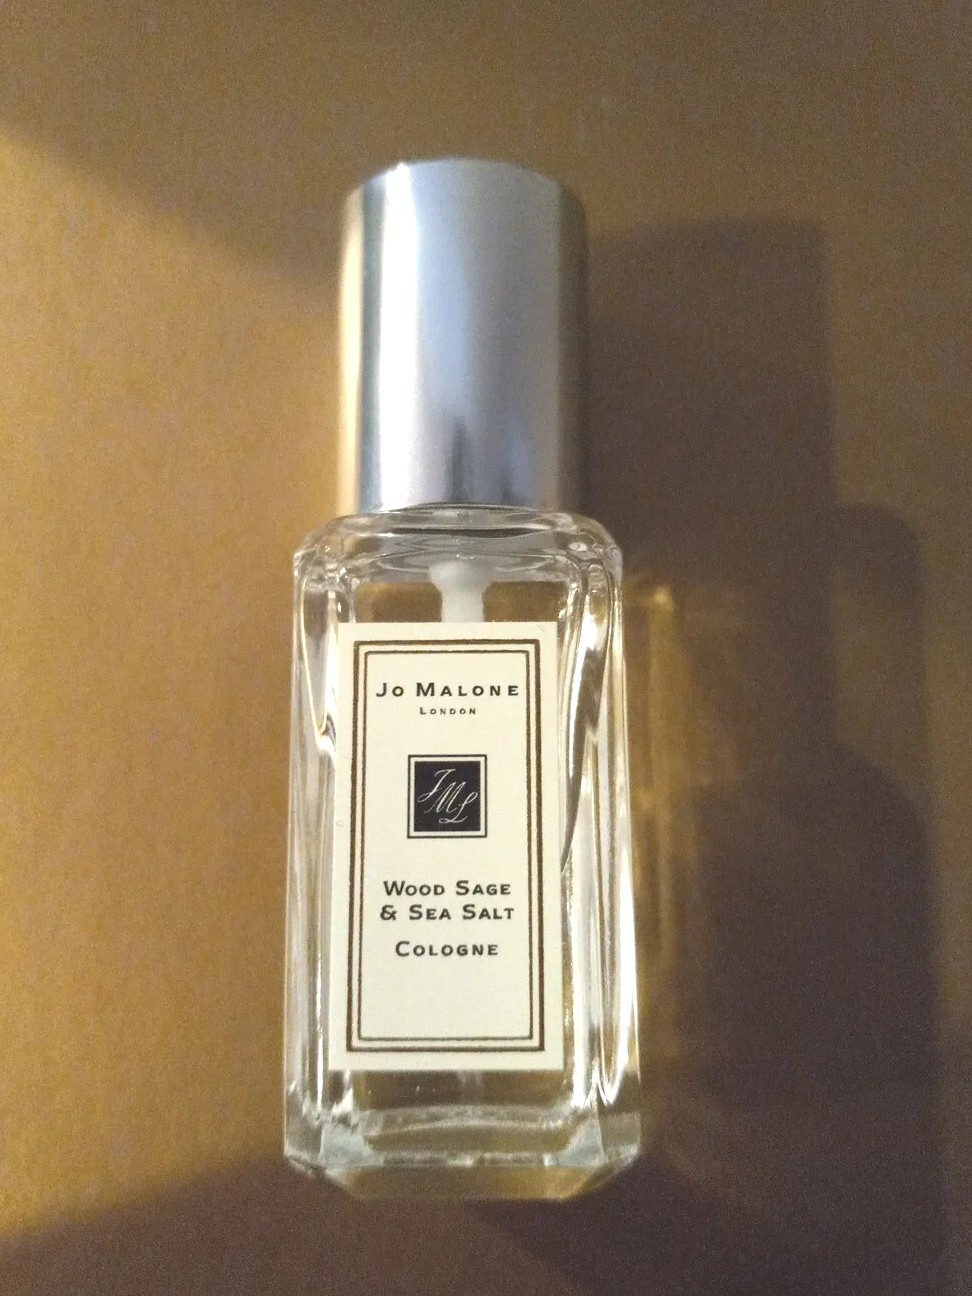 Jo Malone
London
JML
Wood Sage
& Sea Salt
Cologne